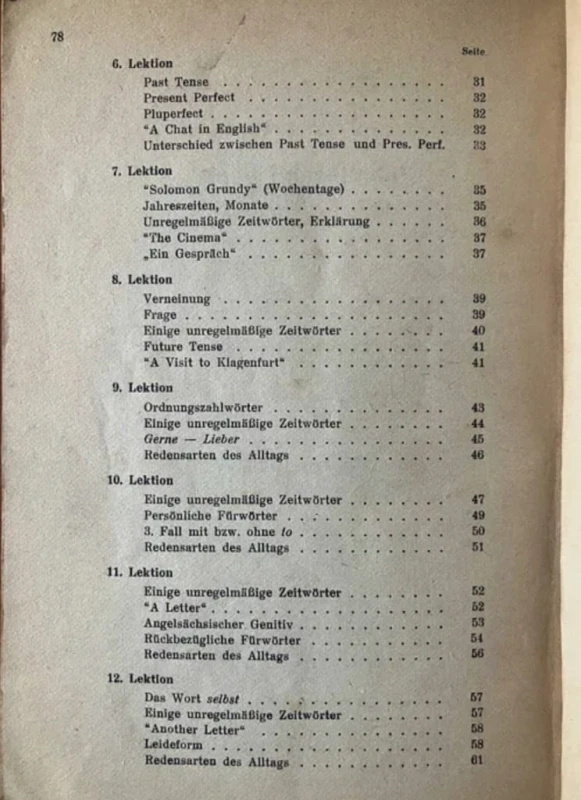 78
Seite
6. Lektion
Past Tense . . . . . . . . . . . . . . . . . 31
Present Perfect . . . . . . . . . . . . . . . 32
Pluperfect . . . . . . . . . . . . . . . . . 32
“A Chat in English“ . . . . . . . . . . . . . 32
Unterschied zwischen Past Tense und Pres. Perf. 33
7. Lektion
“Solomon Grundy“ (Wochentage) . . . . . . . . 35
Jahreszeiten, Monate . . . . . . . . . . . . . 35
Unregelmäßige Zeitwörter, Erklärung . . . . . . 36
“The Cinema“ . . . . . . . . . . . . . . . . 37
„Ein Gespräch“ . . . . . . . . . . . . . . . 37
8. Lektion
Verneinung . . . . . . . . . . . . . . . . . 39
Frage . . . . . . . . . . . . . . . . . . . 39
Einige unregelmäßige Zeitwörter . . . . . . . . 40
Future Tense . . . . . . . . . . . . . . . . 41
“A Visit to Klagenfurt“ . . . . . . . . . . . . 41
9. Lektion
Ordnungszahlwörter . . . . . . . . . . . . . 43
Einige unregelmäßige Zeitwörter . . . . . . . . 44
Gerne — Lieber . . . . . . . . . . . . . . . 45
Redensarten des Alltags . . . . . . . . . . . . 46
10. Lektion
Einige unregelmäßige Zeitwörter . . . . . . . . 47
Persönliche Fürwörter . . . . . . . . . . . . 49
3. Fall mit bzw. ohne to . . . . . . . . . . . . 50
Redensarten des Alltags . . . . . . . . . . . . 51
11. Lektion
Einige unregelmäßige Zeitwörter . . . . . . . . 52
“A Letter“ . . . . . . . . . . . . . . . . . 52
Angelsächsischer Genitiv . . . . . . . . . . . 53
Rückbezügliche Fürwörter . . . . . . . . . . . 54
Redensarten des Alltags . . . . . . . . . . . . 56
12. Lektion
Das Wort selbst . . . . . . . . . . . . . . . 57
Einige unregelmäßige Zeitwörter . . . . . . . . 57
“Another Letter“ . . . . . . . . . . . . . . 58
Leideform . . . . . . . . . . . . . . . . . 58
Redensarten des Alltags . . . . . . . . . . . . 61